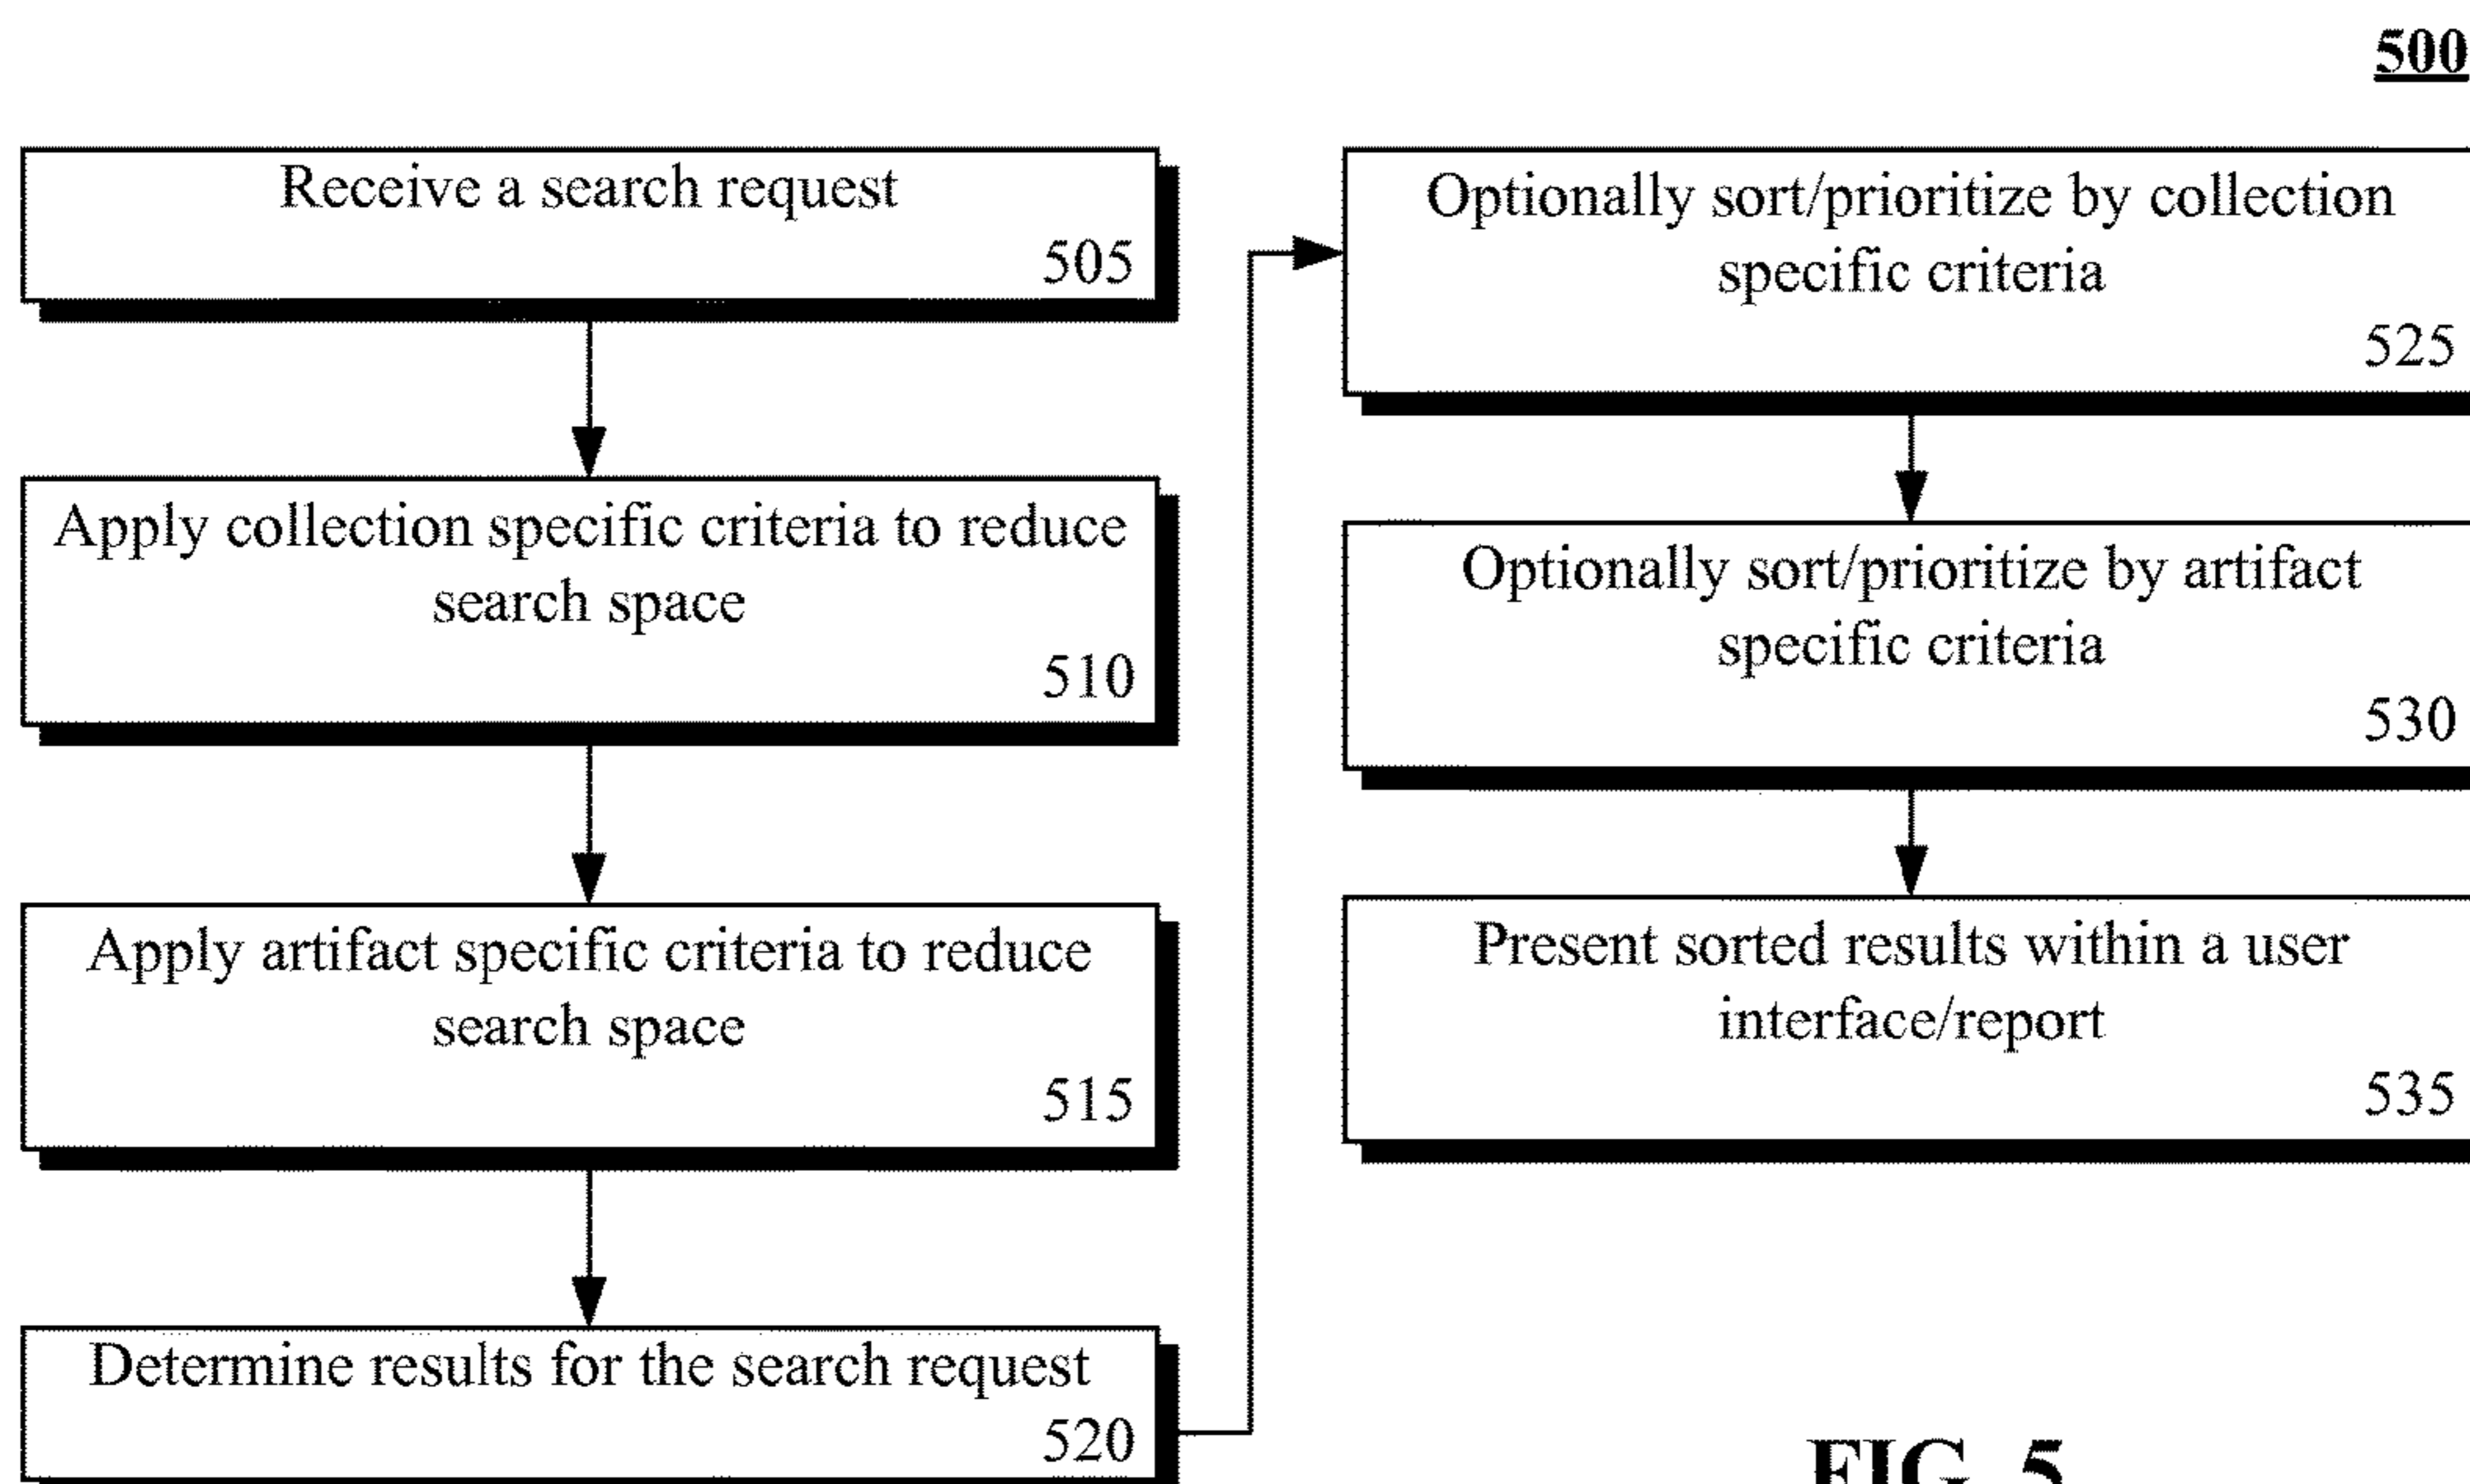 500
Receive a search request
505
Apply collection specific criteria to reduce
search space
510
Apply artifact specific criteria to reduce
search space
515
Determine results for the search request
520
Optionally sort/prioritize by collection
specific criteria
525
Optionally sort/prioritize by artifact
specific criteria
530
Present sorted results within a user
interface/report
535
FIG. 5